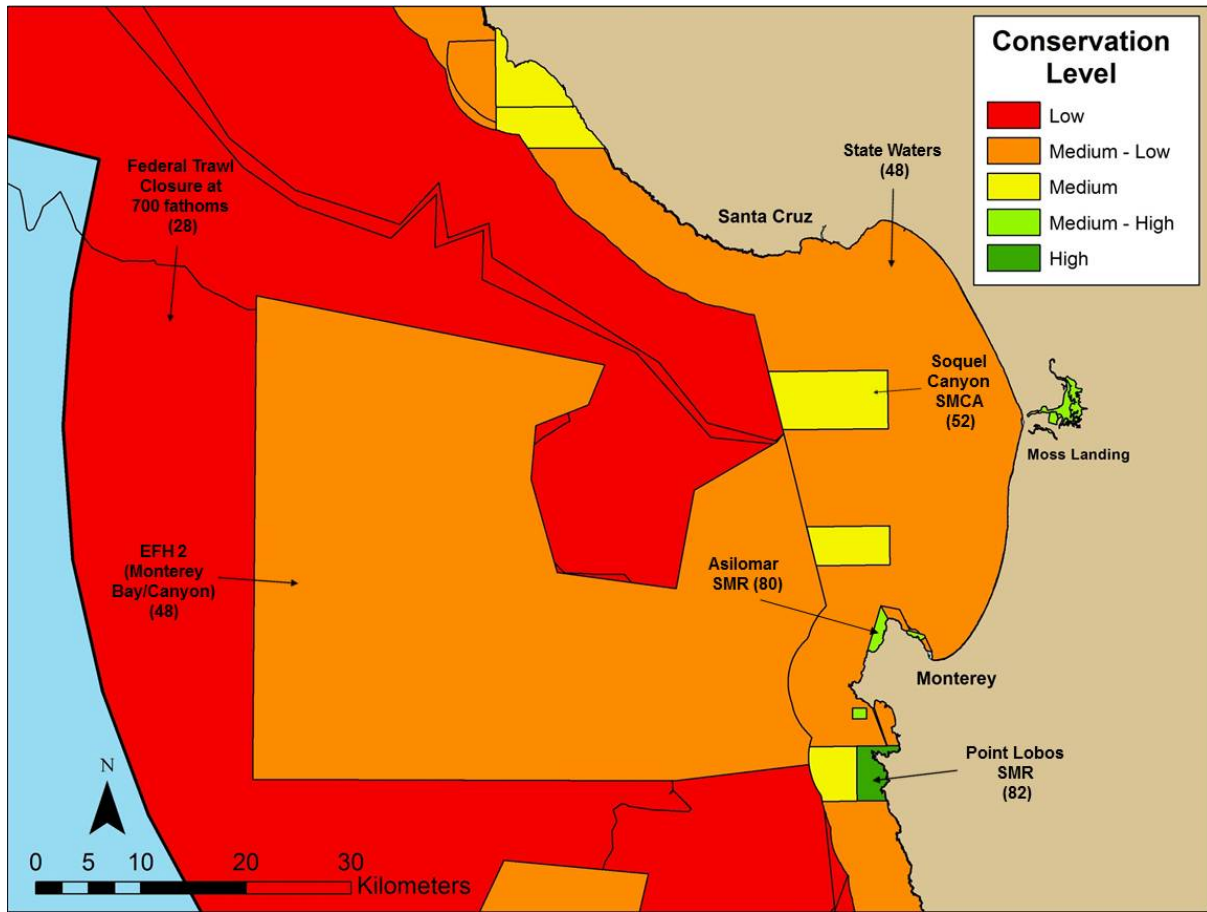 Conservation
Level
Low
Medium - Low
Medium
Medium - High
High
Federal Trawl
Closure at
700 fathoms
(28)
State Waters
(48)
Santa Cruz
Soquel
Canyon
SMCA
(52)
Moss Landing
EFH 2
(Monterey
Bay/Canyon)
(48)
Asilomar
SMR (80)
Monterey
Point Lobos
SMR
(82)
N
0 5 10 20 30
Kilometers